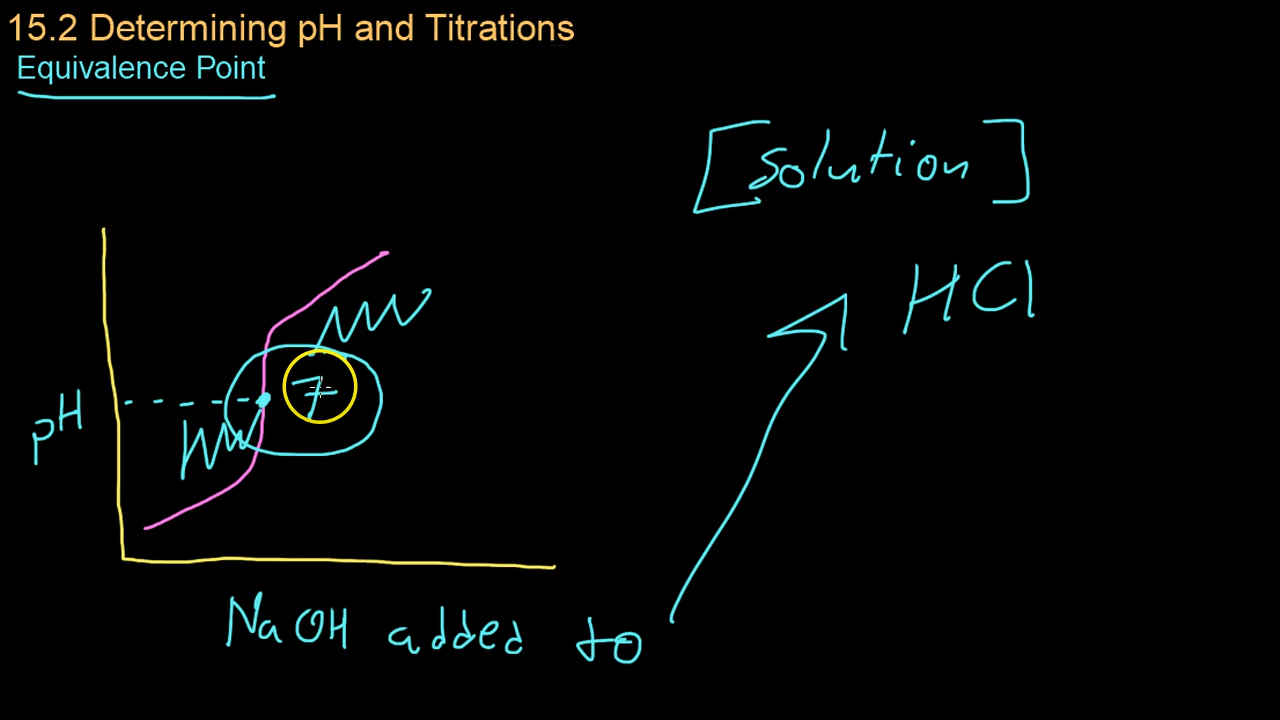 15.2 Determining pH and Titrations
Equivalence Point
[Solution]
HCl
7
pH
NaOH added to